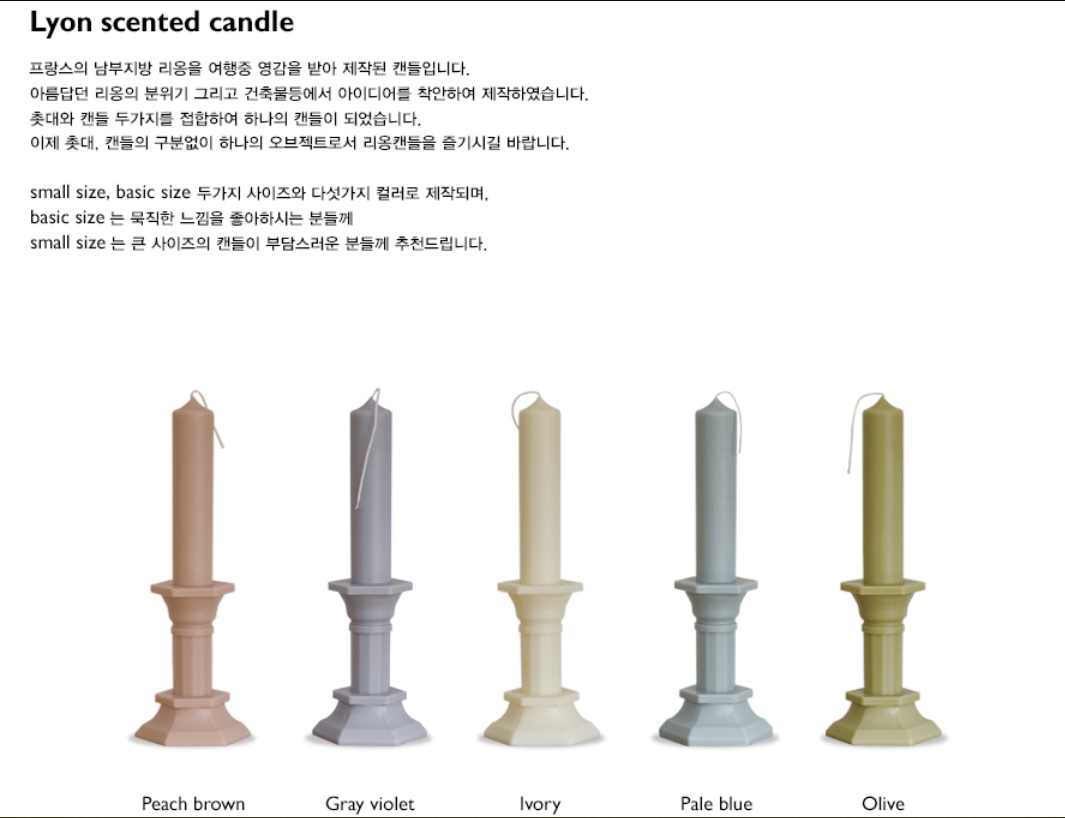 Lyon scented candle
프랑스의 남부지방 리옹을 여행중 영감을 받아 제작된 캔들입니다.
아름답던 리옹의 분위기 그리고 건축물등에서 아이디어를 착안하여 제작하였습니다.
촛대와 캔들 두가지를 접합하여 하나의 캔들이 되었습니다.
이제 촛대, 캔들의 구분없이 하나의 오브젝트로서 리옹캔들을 즐기시길 바랍니다.
small size, basic size 두가지 사이즈와 다섯가지 컬러로 제작되며,
basic size 는 묵직한 느낌을 좋아하시는 분들께
small size 는 큰 사이즈의 캔들이 부담스러운 분들께 추천드립니다.
Peach brown
Gray violet
Ivory
Pale blue
Olive